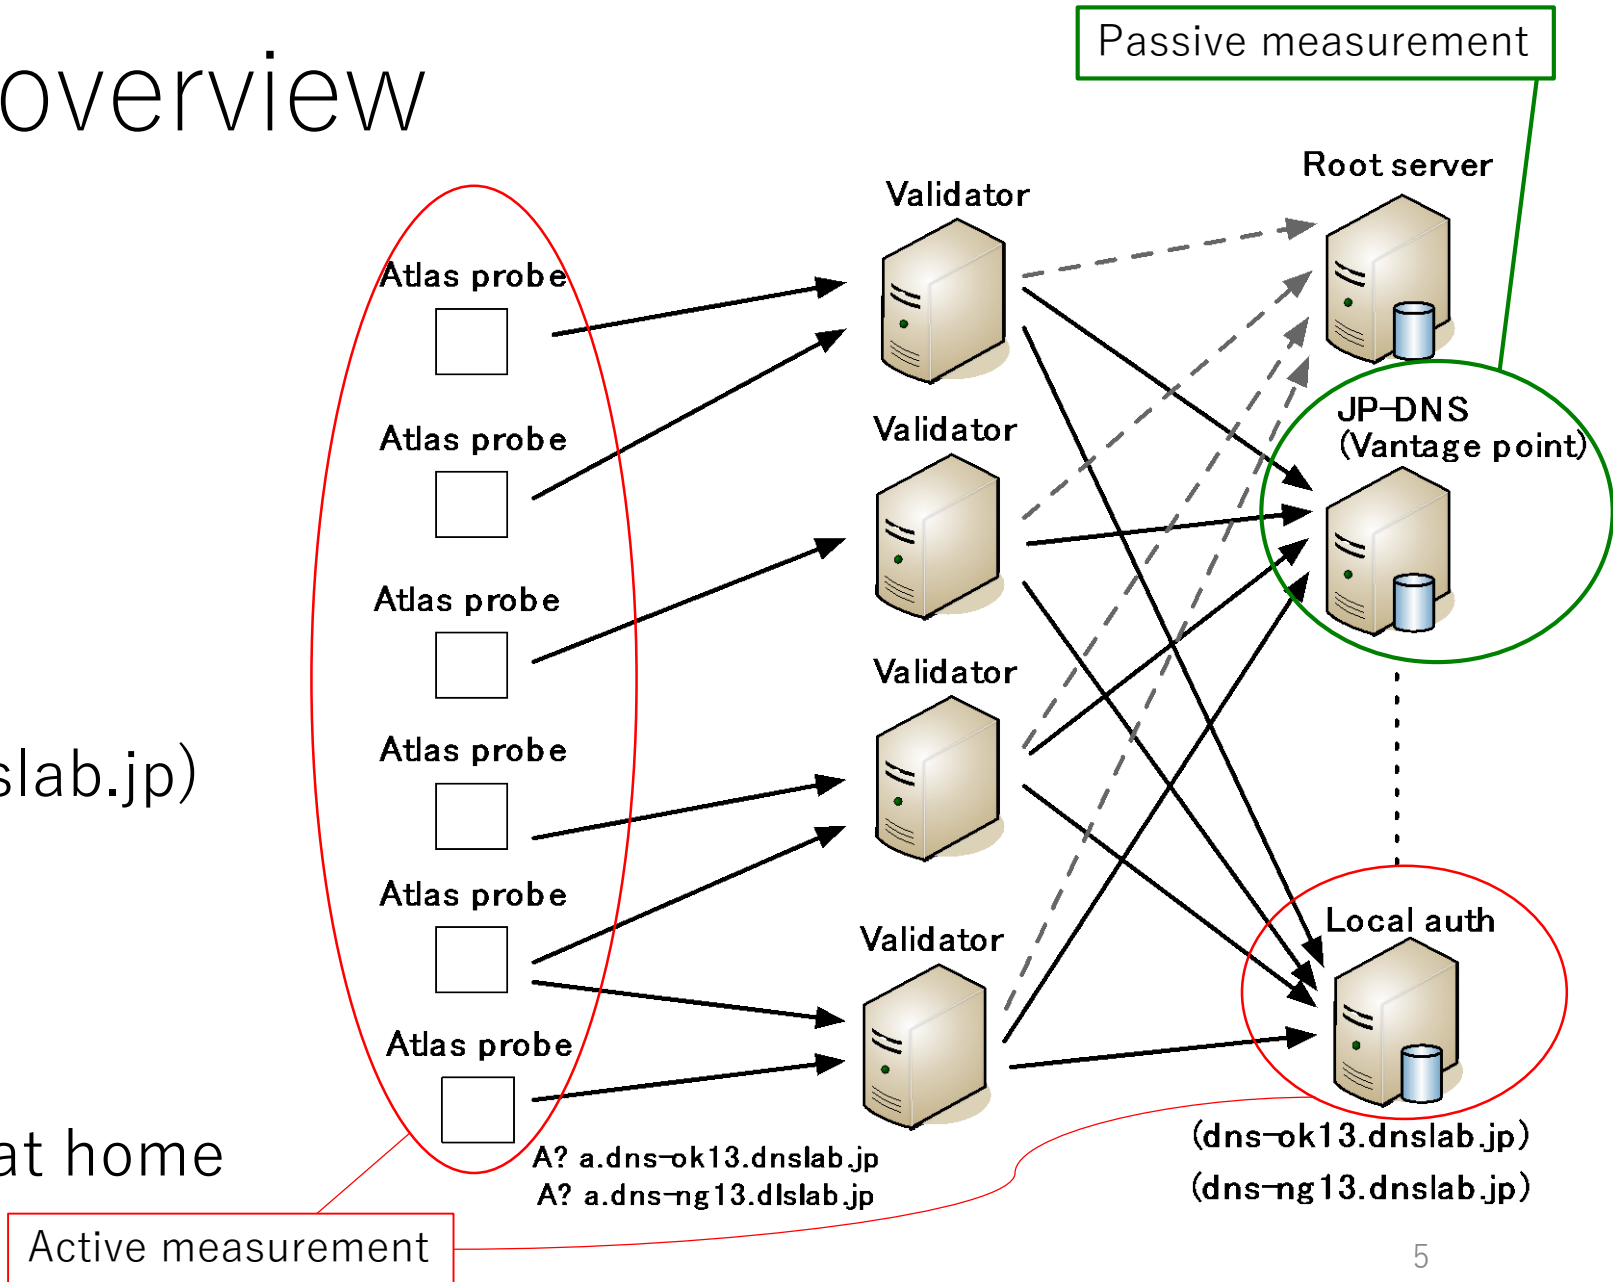 overview
Passive measurement
Root server
Validator
Atlas probe
JP-DNS
(Vantage point)
Atlas probe
Validator
Atlas probe
Validator
Atlas probe
slab.jp)
Atlas probe
Local auth
Validator
Atlas probe
at home
A? a.dns-ok13.dnslab.jp
A? a.dns-ng13.dlslab.jp
(dns-ok13.dnslab.jp)
(dns-ng13.dnslab.jp)
Active measurement
5